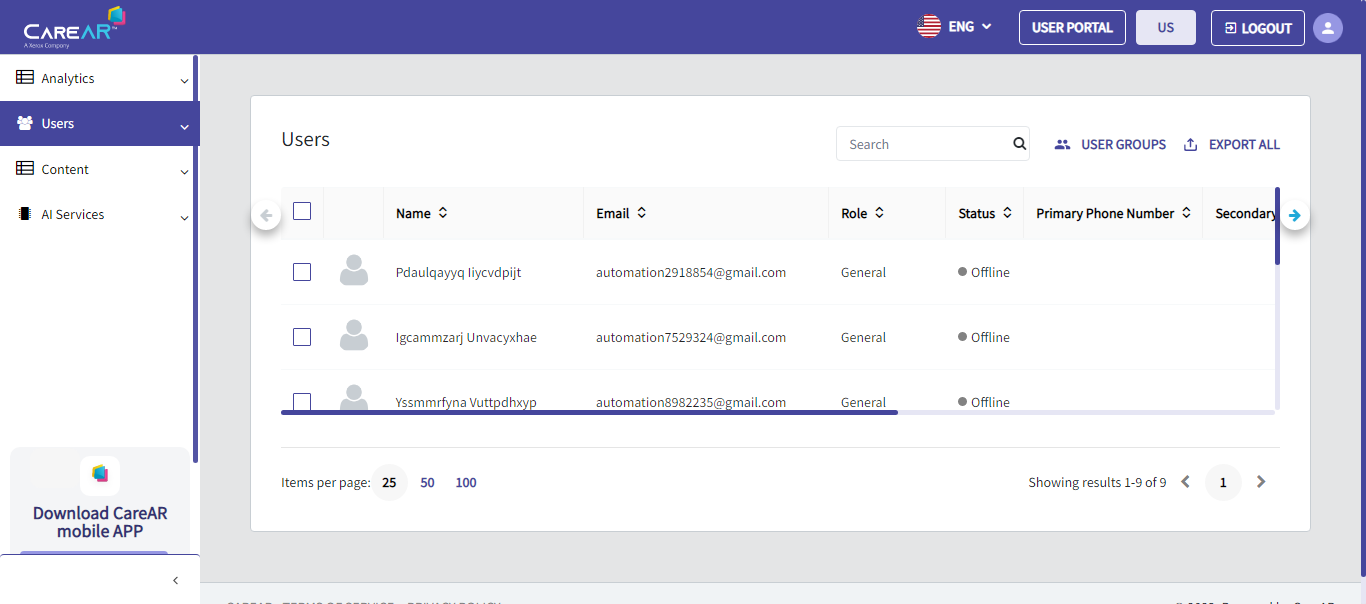 CareAR™
A Xerox Company
ENG
USER PORTAL
US
LOGOUT
Analytics
Users
Content
AI Services
Download CareAR
mobile APP
Users
Search
USER GROUPS
EXPORT ALL
Name Email Role Status Primary Phone Number Secondary
Pdaulqayyq Iiycvdpijt automation2918854@gmail.com General Offline
Igcammzarj Unvacyxhae automation7529324@gmail.com General Offline
Yssmmrfyna Vuttpdhxyp automation8982235@gmail.com General Offline
Items per page: 25 50 100
Showing results 1-9 of 9 1